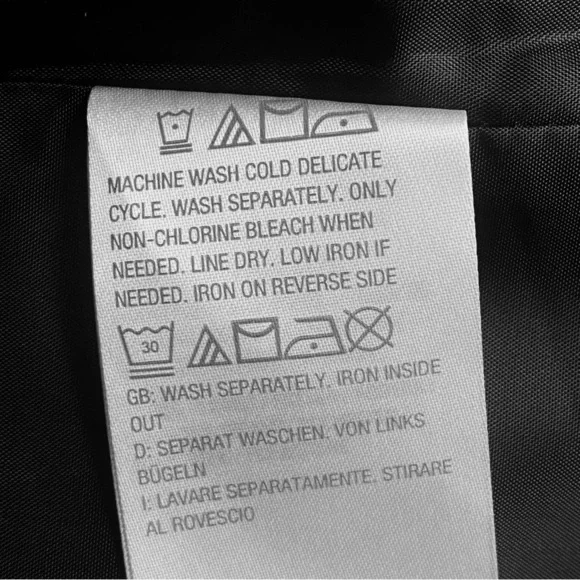 MACHINE WASH COLD DELICATE
CYCLE. WASH SEPARATELY. ONLY
NON-CHLORINE BLEACH WHEN
NEEDED. LINE DRY. LOW IRON IF
NEEDED. IRON ON REVERSE SIDE
30
GB: WASH SEPARATELY. IRON INSIDE
OUT
D: SEPARAT WASCHEN. VON LINKS
BÜGELN
I: LAVARE SEPARATAMENTE. STIRARE
AL ROVESCIO